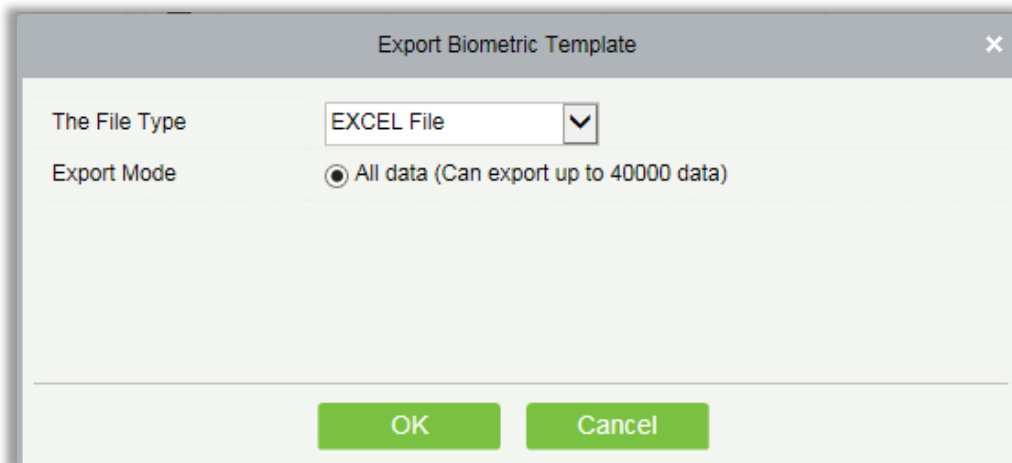 Export Biometric Template
The File Type EXCEL File
Export Mode All data (Can export up to 40000 data)
OK Cancel